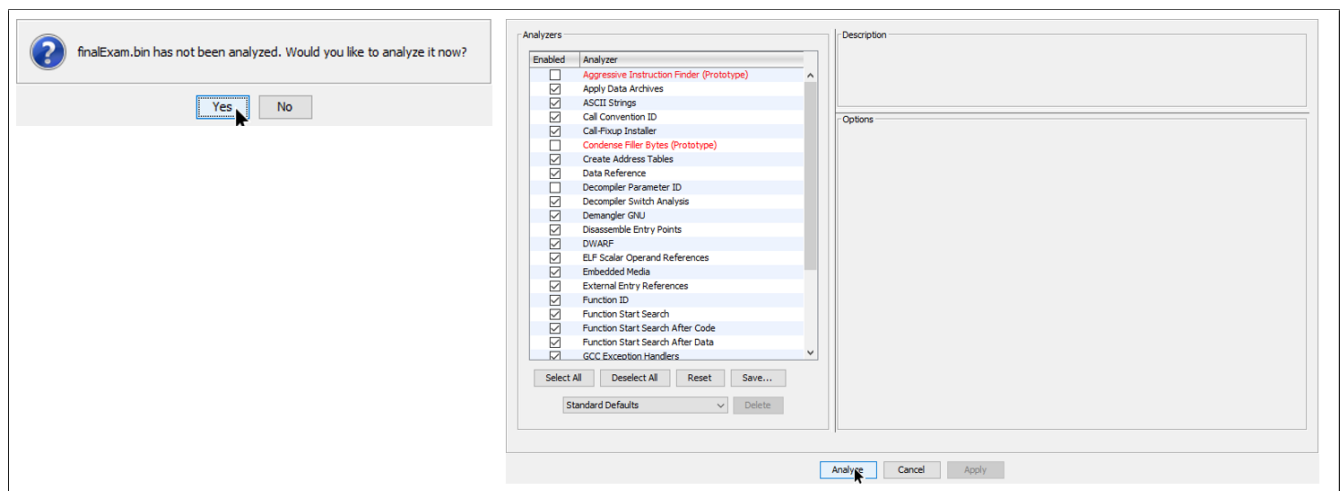 finalExam.bin has not been analyzed. Would you like to analyze it now?
Yes
No
Analyzers
Enabled Analyzer
Aggressive Instruction Finder (Prototype)
Apply Data Archives
ASCII Strings
Call Convention ID
Call-Fixup Installer
Condense Filler Bytes (Prototype)
Create Address Tables
Data Reference
Decompiler Parameter ID
Decompiler Switch Analysis
Demangler GNU
Disassemble Entry Points
DWARF
ELF Scalar Operand References
Embedded Media
External Entry References
Function ID
Function Start Search
Function Start Search After Code
Function Start Search After Data
GCC Exception Handlers
Select All Deselect All Reset Save...
Standard Defaults Delete
Description
Options
Analyze Cancel Apply